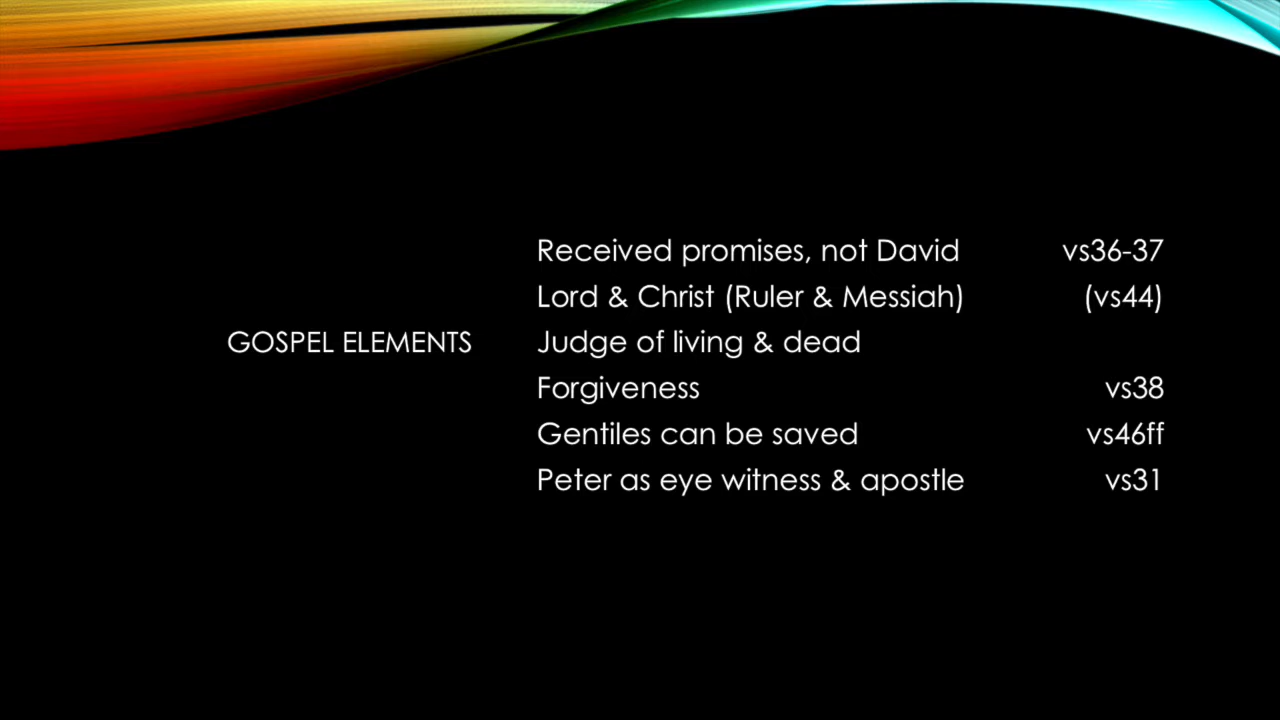 Received promises, not David vs36-37
Lord & Christ (Ruler & Messiah) (vs44)
GOSPEL ELEMENTS Judge of living & dead
Forgiveness vs38
Gentiles can be saved vs46ff
Peter as eye witness & apostle vs31